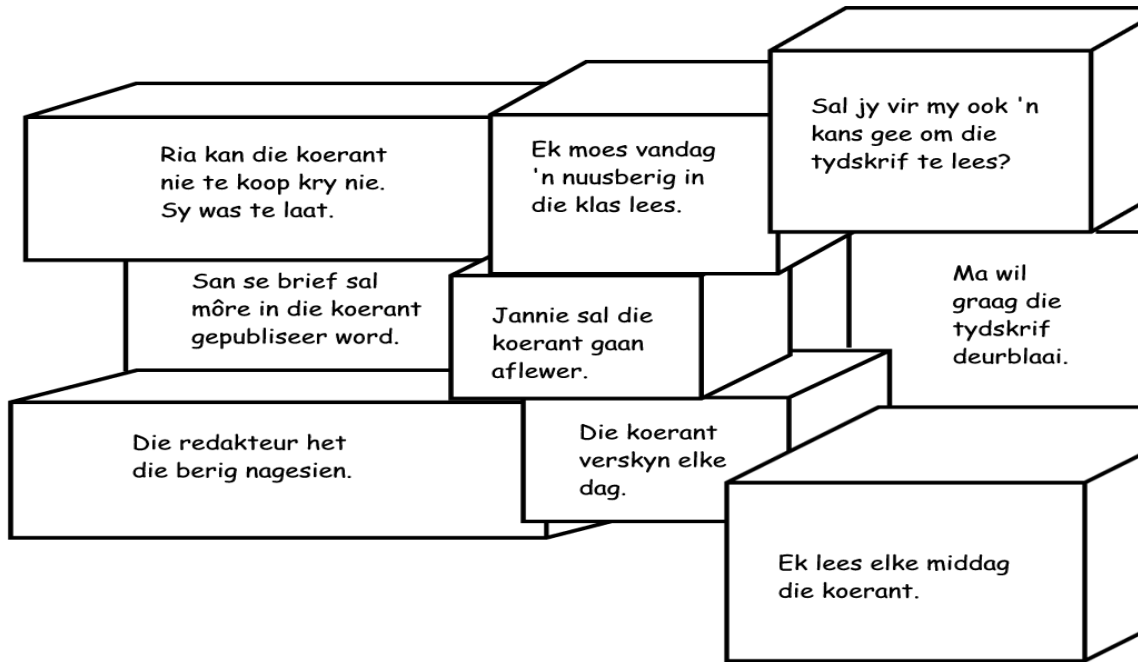 Ria kan die koerant
nie te koop kry nie.
Sy was te laat.
Ek moes vandag
'n nuusberig in
die klas lees.
Sal jy vir my ook 'n
kans gee om die
tydskrif te lees?
San se brief sal
môre in die koerant
gepubliseer word.
Jannie sal die
koerant gaan
aflewer.
Ma wil
graag die
tydskrif
deurblaai.
Die redakteur het
die berig nagesien.
Die koerant
verskyn elke
dag.
Ek lees elke middag
die koerant.